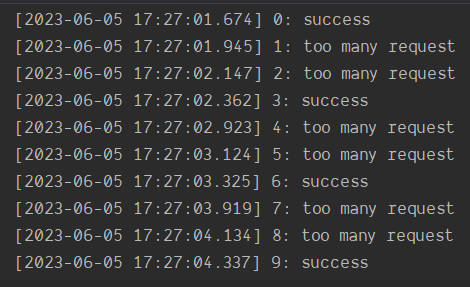 [2023-06-05 17:27:01.674] 0: success
[2023-06-05 17:27:01.945] 1: too many request
[2023-06-05 17:27:02.147] 2: too many request
[2023-06-05 17:27:02.362] 3: success
[2023-06-05 17:27:02.923] 4: too many request
[2023-06-05 17:27:03.124] 5: too many request
[2023-06-05 17:27:03.325] 6: success
[2023-06-05 17:27:03.919] 7: too many request
[2023-06-05 17:27:04.134] 8: too many request
[2023-06-05 17:27:04.337] 9: success